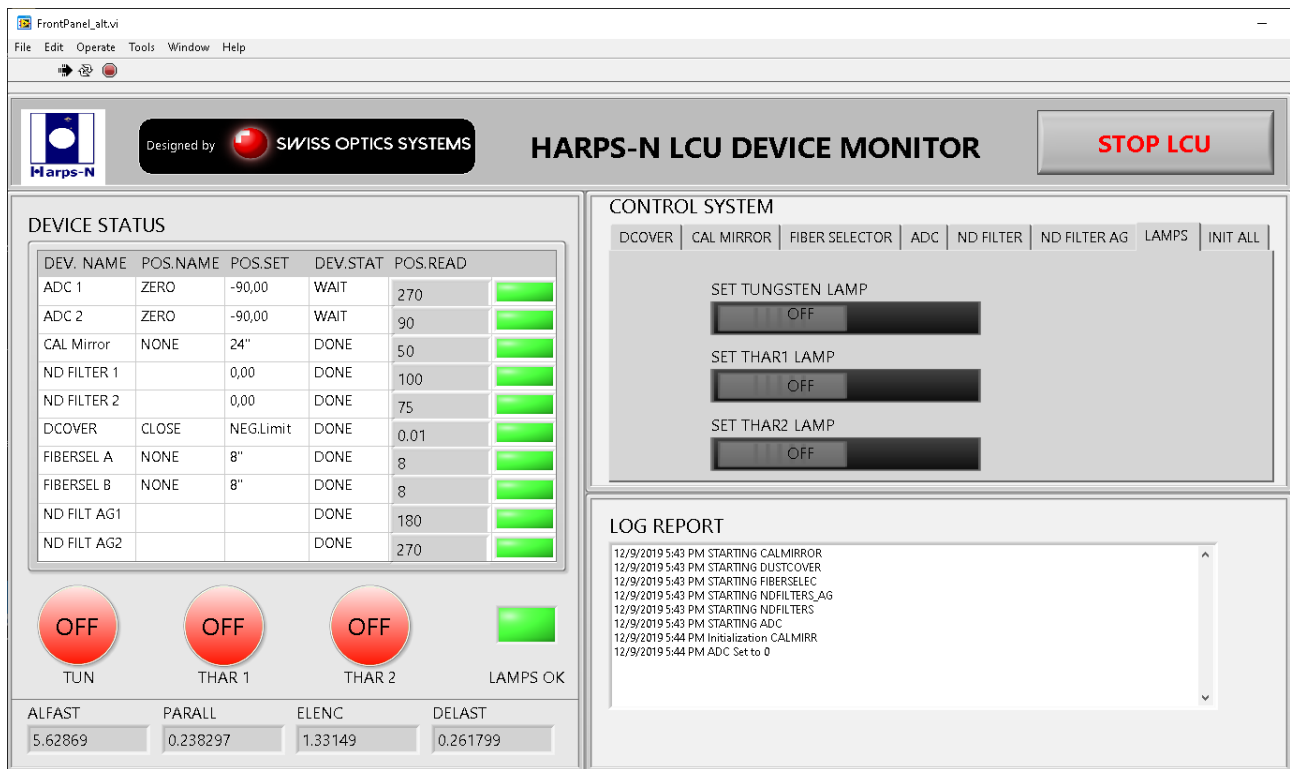 FrontPanel_alt.vi
File Edit Operate Tools Window Help
Harps-N
Designed by SWISS OPTICS SYSTEMS
HARPS-N LCU DEVICE MONITOR
STOP LCU
DEVICE STATUS
DEV. NAME POS.NAME POS.SET DEV.STAT POS.READ
ADC 1 ZERO -90,00 WAIT 270
ADC 2 ZERO -90,00 WAIT 90
CAL Mirror NONE 24" DONE 50
ND FILTER 1 0,00 DONE 100
ND FILTER 2 0,00 DONE 75
DCOVER CLOSE NEG.Limit DONE 0.01
FIBERSEL A NONE 8" DONE 8
FIBERSEL B NONE 8" DONE 8
ND FILT AG1 DONE 180
ND FILT AG2 DONE 270
OFF OFF OFF
TUN THAR 1 THAR 2 LAMPS OK
ALFAST PARALL ELENC DELAST
5.62869 0.238297 1.33149 0.261799
CONTROL SYSTEM
DCOVER CAL MIRROR FIBER SELECTOR ADC ND FILTER ND FILTER AG LAMPS INIT ALL
SET TUNGSTEN LAMP
OFF
SET THAR1 LAMP
OFF
SET THAR2 LAMP
OFF
LOG REPORT
12/9/2019 5:43 PM STARTING CALMIRROR
12/9/2019 5:43 PM STARTING DUSTCOVER
12/9/2019 5:43 PM STARTING FIBERSELEC
12/9/2019 5:43 PM STARTING NDFILTERS_AG
12/9/2019 5:43 PM STARTING NDFILTERS
12/9/2019 5:43 PM STARTING ADC
12/9/2019 5:44 PM Initialization CALMIRR
12/9/2019 5:44 PM ADC Set to 0